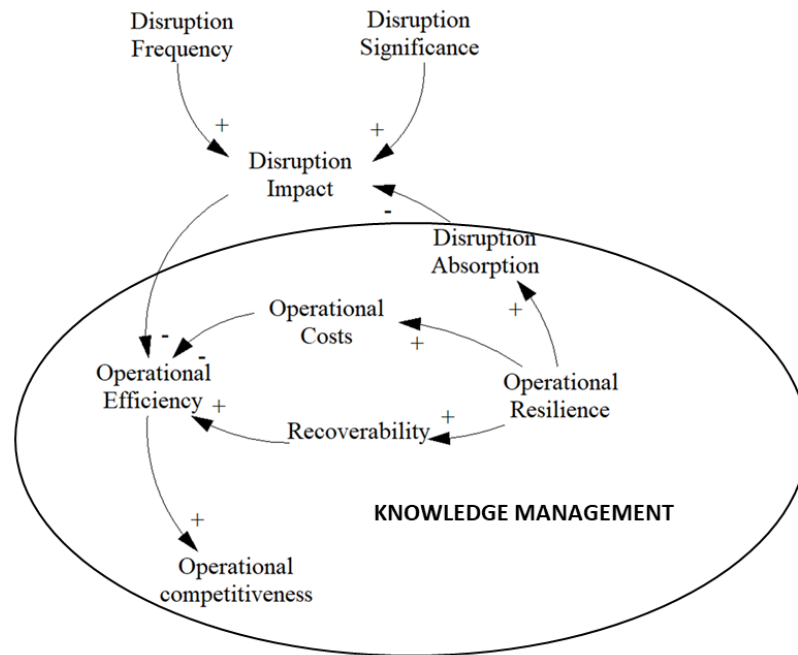 Disruption
Frequency
Disruption
Significance
+
+
Disruption
Impact
-
Disruption
Absorption
+
Operational
Costs
+
-
-
Operational
Efficiency
Operational
Resilience
+
+
Recoverability
KNOWLEDGE MANAGEMENT
+
Operational
competitiveness